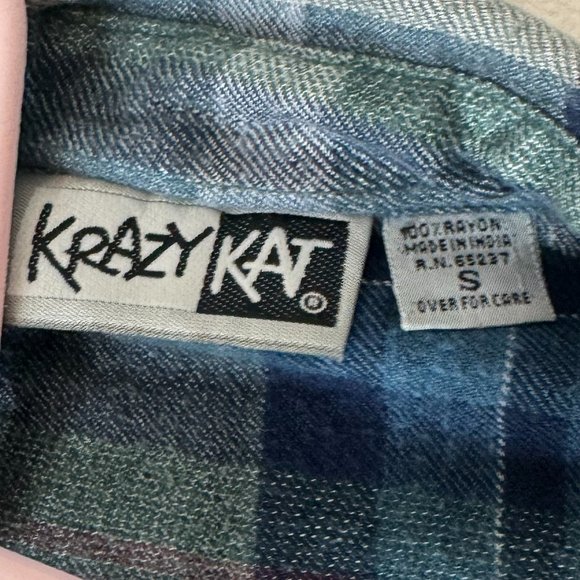 KRAZY KAT ®
100% RAYON
MADE IN INDIA
R.N. 65237
S
OVER FOR CARE